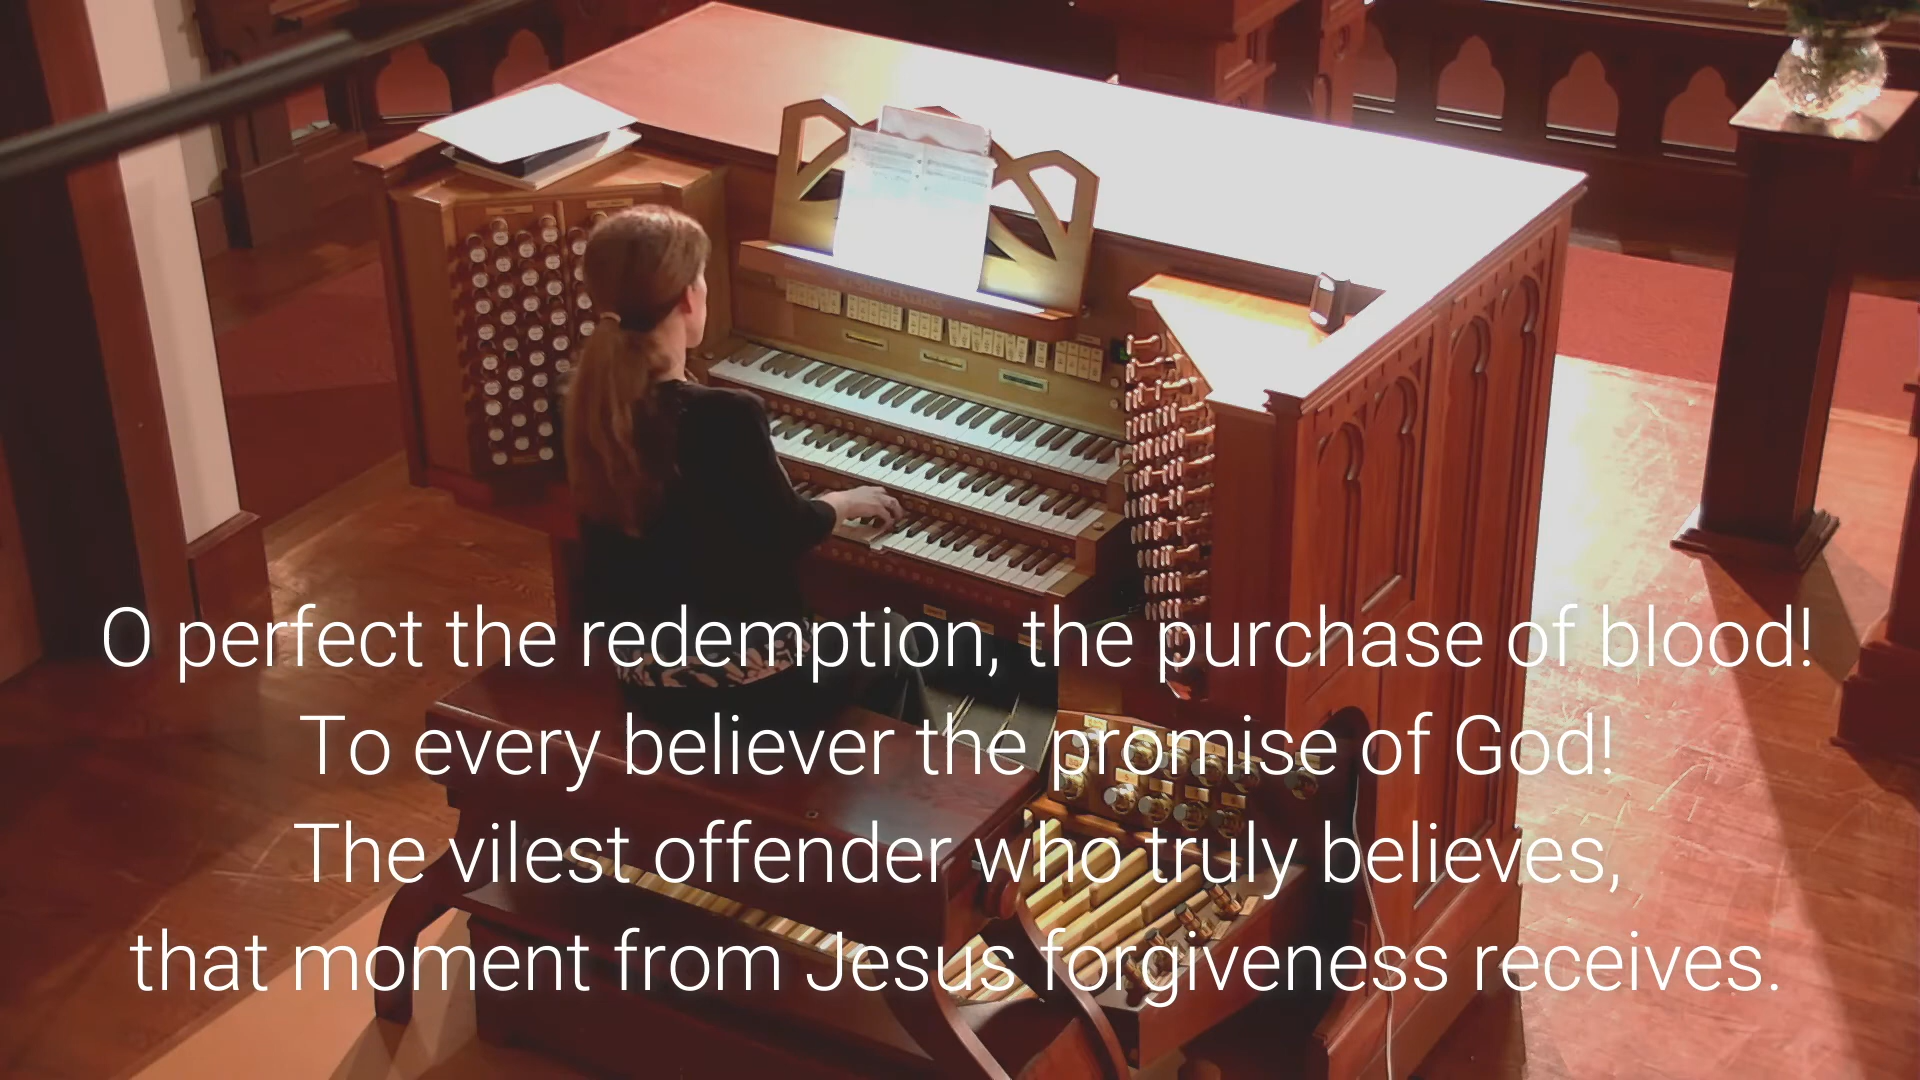 O perfect the redemption, the purchase of blood!
To every believer the promise of God!
The vilest offender who truly believes,
that moment from Jesus forgiveness receives.